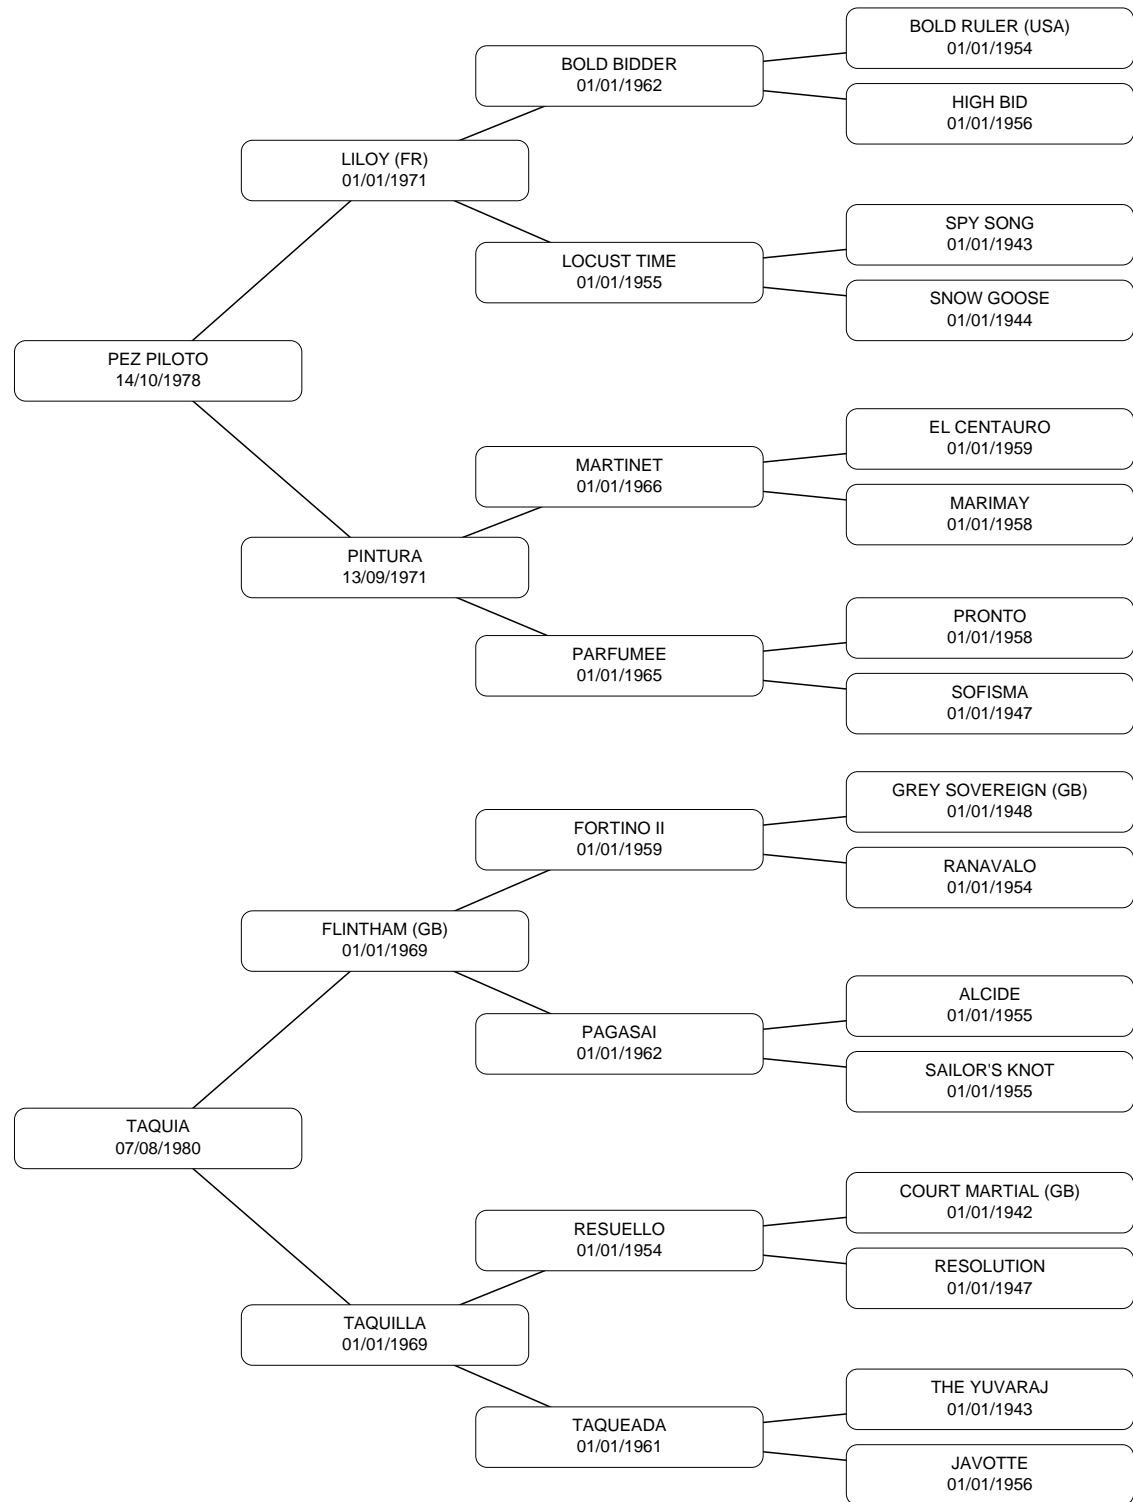 BOLD RULER (USA)
01/01/1954
BOLD BIDDER
01/01/1962
HIGH BID
01/01/1956
LILOY (FR)
01/01/1971
SPY SONG
01/01/1943
LOCUST TIME
01/01/1955
SNOW GOOSE
01/01/1944
PEZ PILOTO
14/10/1978
EL CENTAURO
01/01/1959
MARTINET
01/01/1966
MARIMAY
01/01/1958
PINTURA
13/09/1971
PRONTO
01/01/1958
PARFUMEE
01/01/1965
SOFISMA
01/01/1947
GREY SOVEREIGN (GB)
01/01/1948
FORTINO II
01/01/1959
RANAVALO
01/01/1954
FLINTHAM (GB)
01/01/1969
ALCIDE
01/01/1955
PAGASAI
01/01/1962
SAILOR'S KNOT
01/01/1955
TAQUIA
07/08/1980
COURT MARTIAL (GB)
01/01/1942
RESUELLO
01/01/1954
RESOLUTION
01/01/1947
TAQUILLA
01/01/1969
THE YUVARAJ
01/01/1943
TAQUEADA
01/01/1961
JAVOTTE
01/01/1956